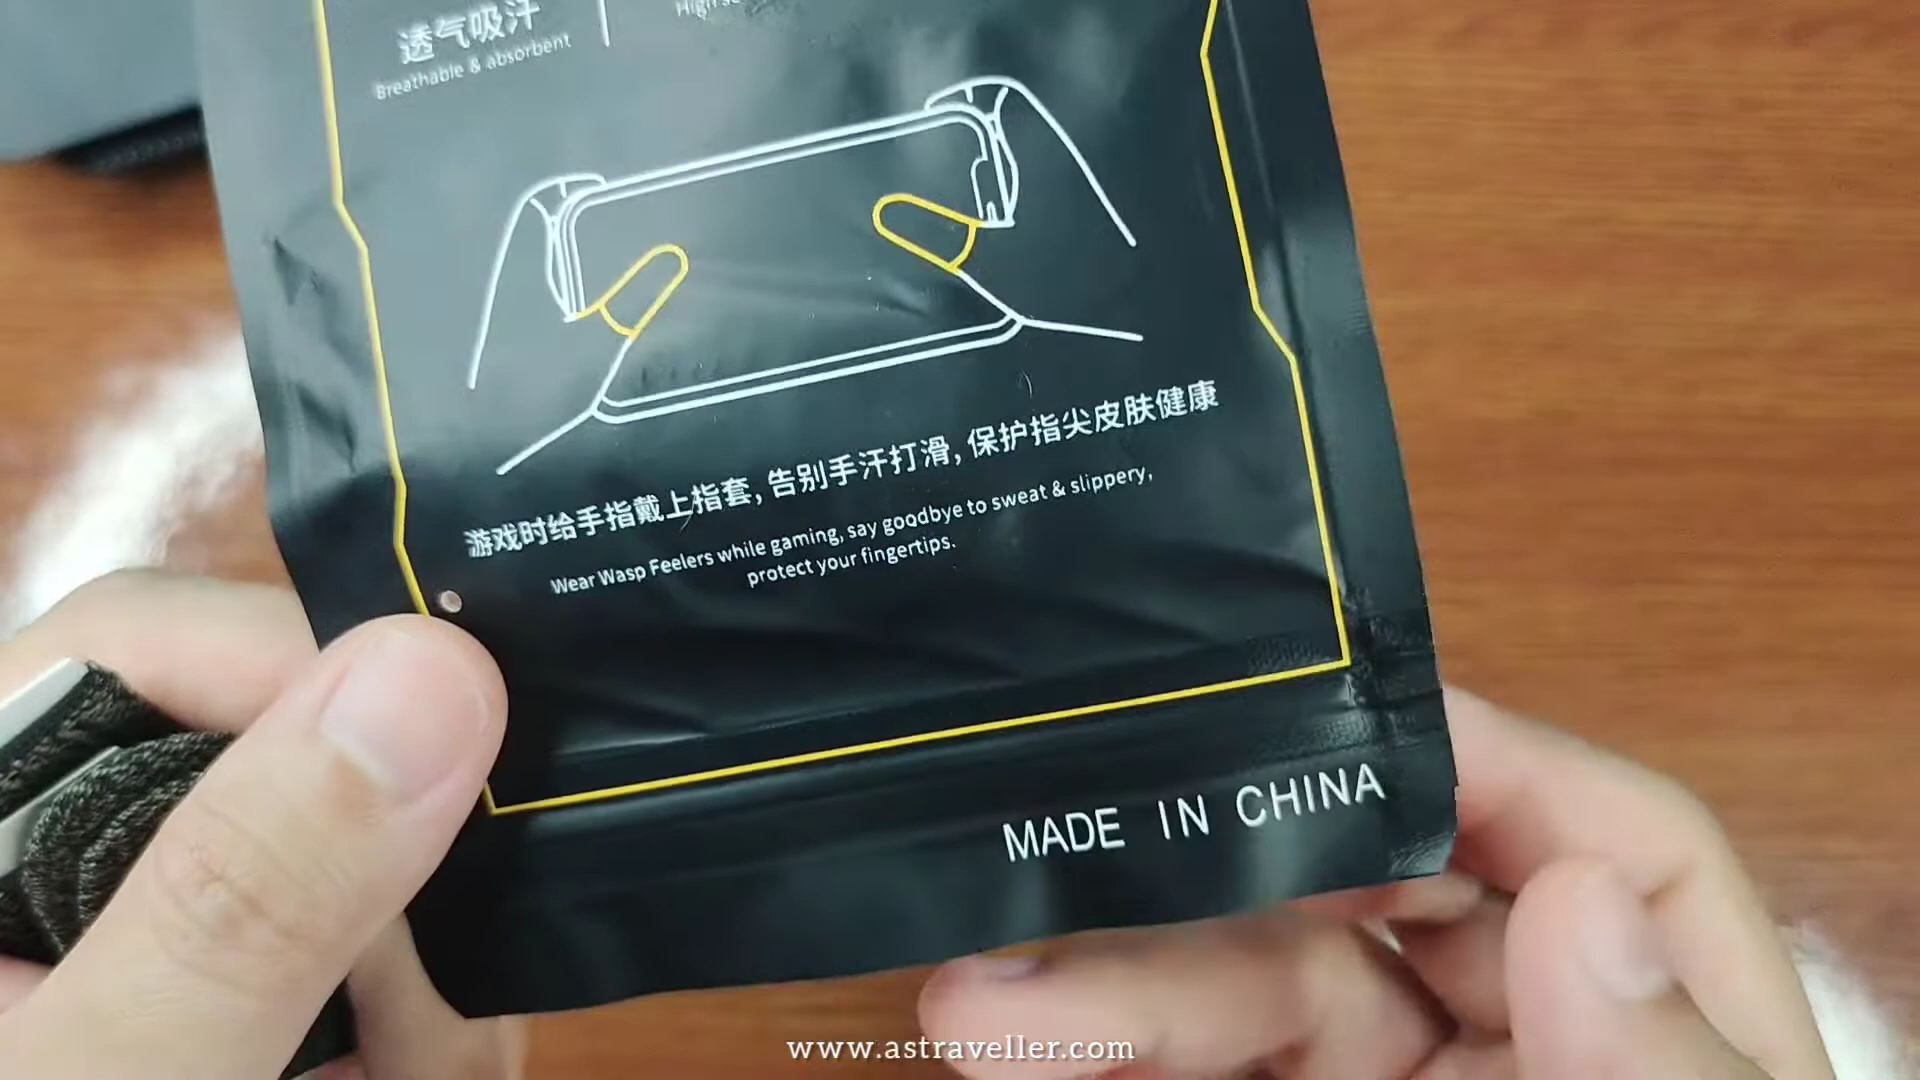 透气吸汗
Breathable & absorbent
High se
游戏时给手指戴上指套，告别手汗打滑，保护指尖皮肤健康
Wear Wasp Feelers while gaming, say goodbye to sweat & slippery,
protect your fingertips.
MADE IN CHINA
www.astraveller.com